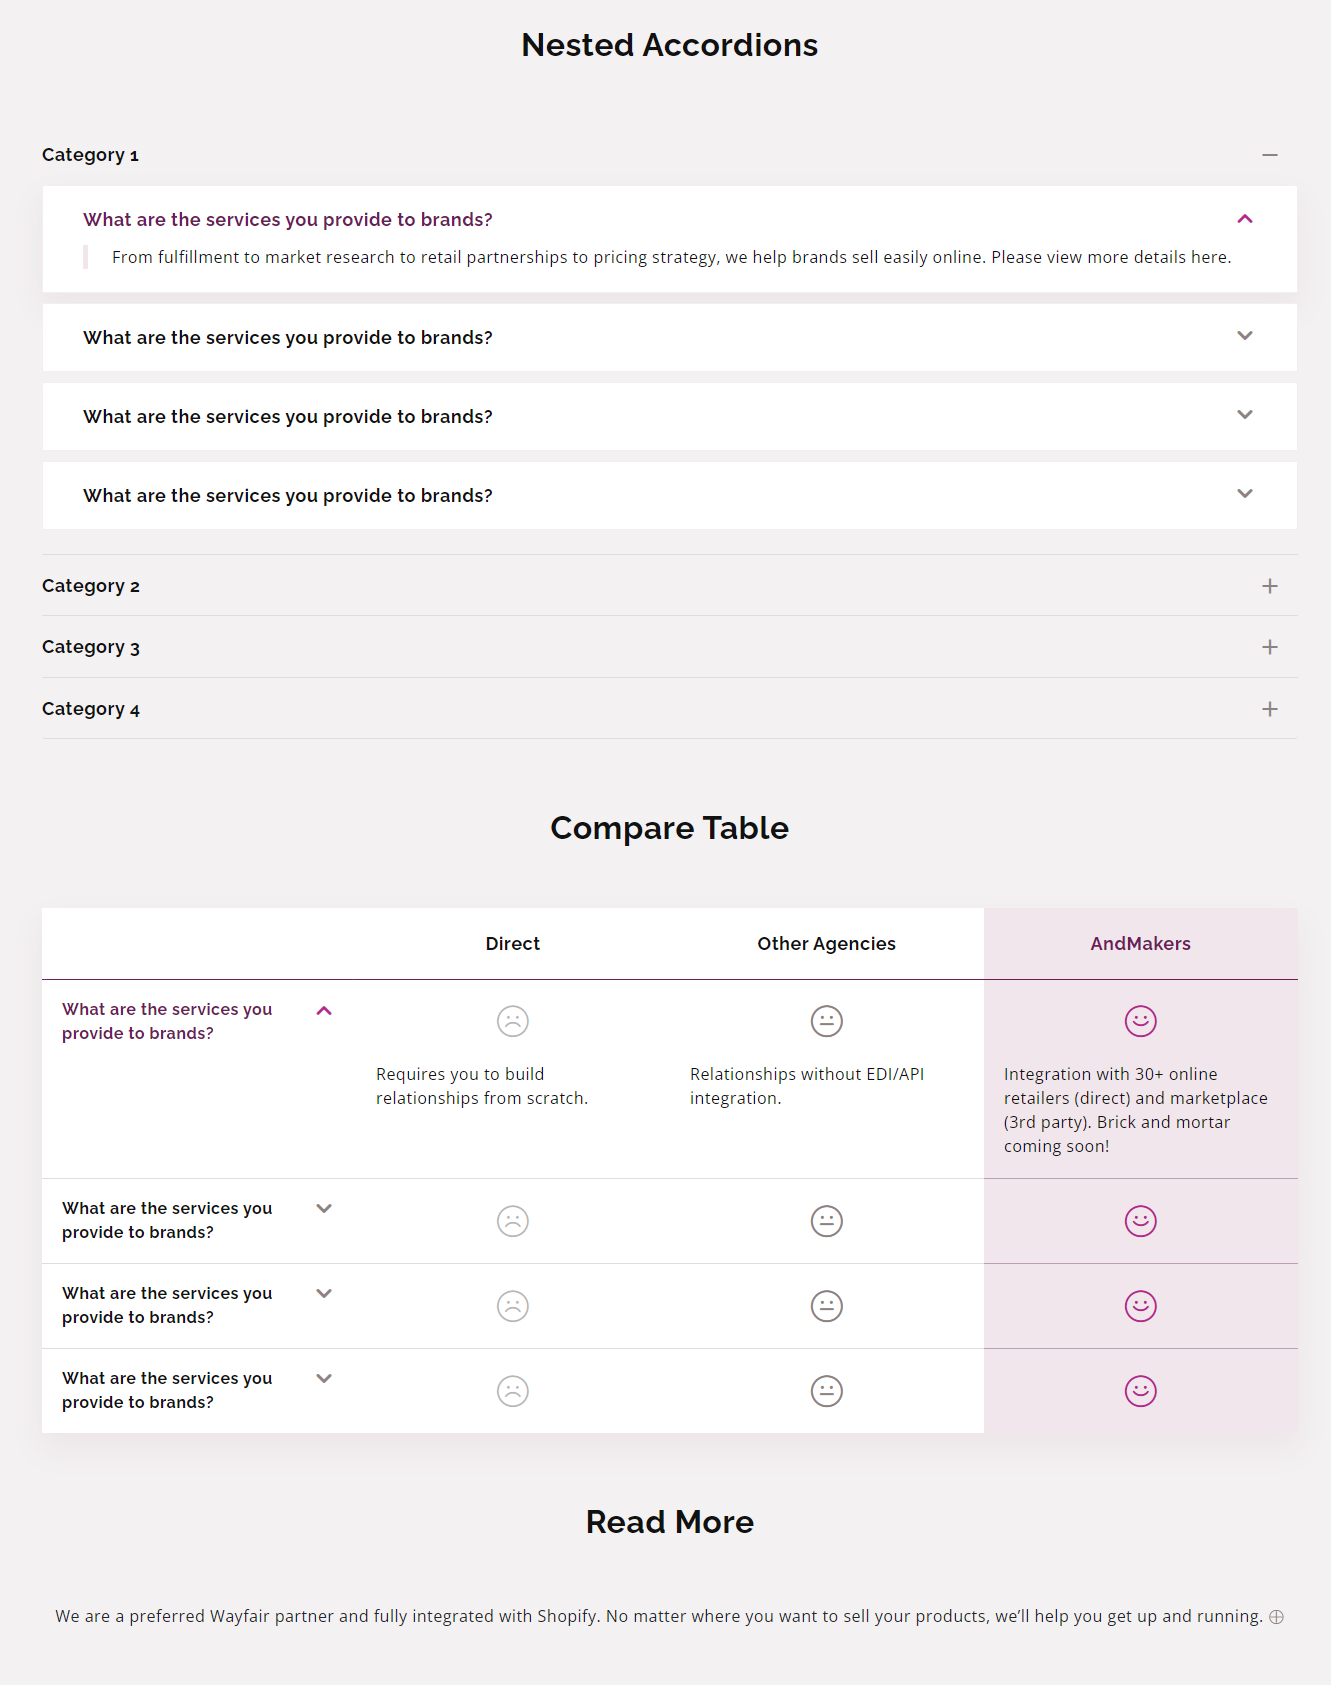 Nested Accordions
Category 1
What are the services you provide to brands?
From fulfillment to market research to retail partnerships to pricing strategy, we help brands sell easily online. Please view more details here.
What are the services you provide to brands?
What are the services you provide to brands?
What are the services you provide to brands?
Category 2
Category 3
Category 4
Compare Table
Direct
Other Agencies
AndMakers
What are the services you
provide to brands?
Requires you to build
relationships from scratch.
Relationships without EDI/API
integration.
Integration with 30+ online
retailers (direct) and marketplace
(3rd party). Brick and mortar
coming soon!
What are the services you
provide to brands?
What are the services you
provide to brands?
What are the services you
provide to brands?
Read More
We are a preferred Wayfair partner and fully integrated with Shopify. No matter where you want to sell your products, we’ll help you get up and running.